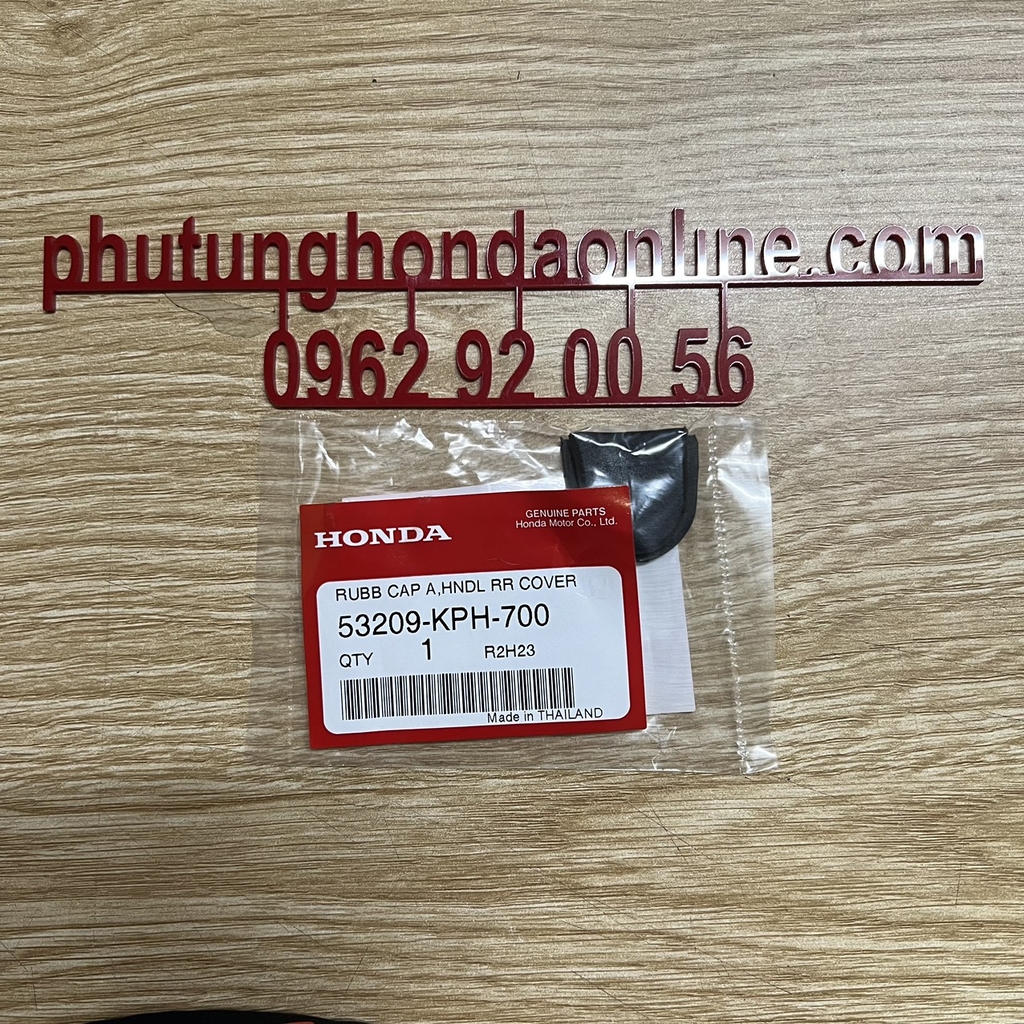 phutunghondaonline.com
0962 92 00 56
HONDA
GENUINE PARTS
Honda Motor Co., Ltd.
RUBB CAP A,HNDL RR COVER
53209-KPH-700
QTY 1 R2H23
Made in THAILAND